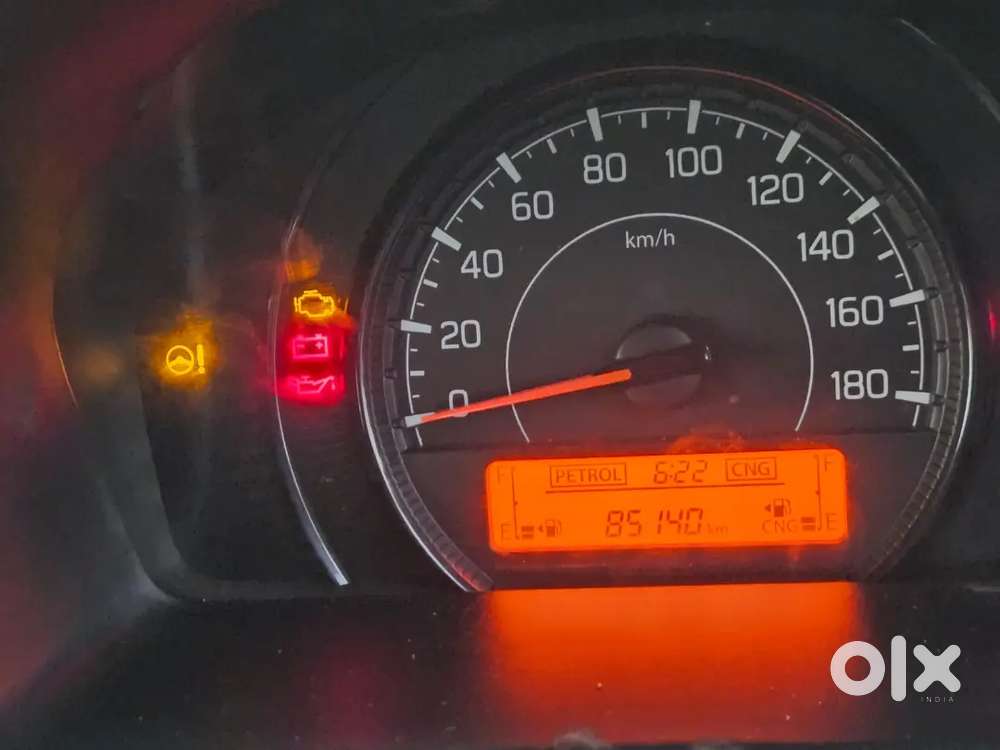 0
20
40
60
80
100
120
140
160
180
km/h
F PETROL 6:22 CNG F
E 85140 km CNG E
olx
INDIA